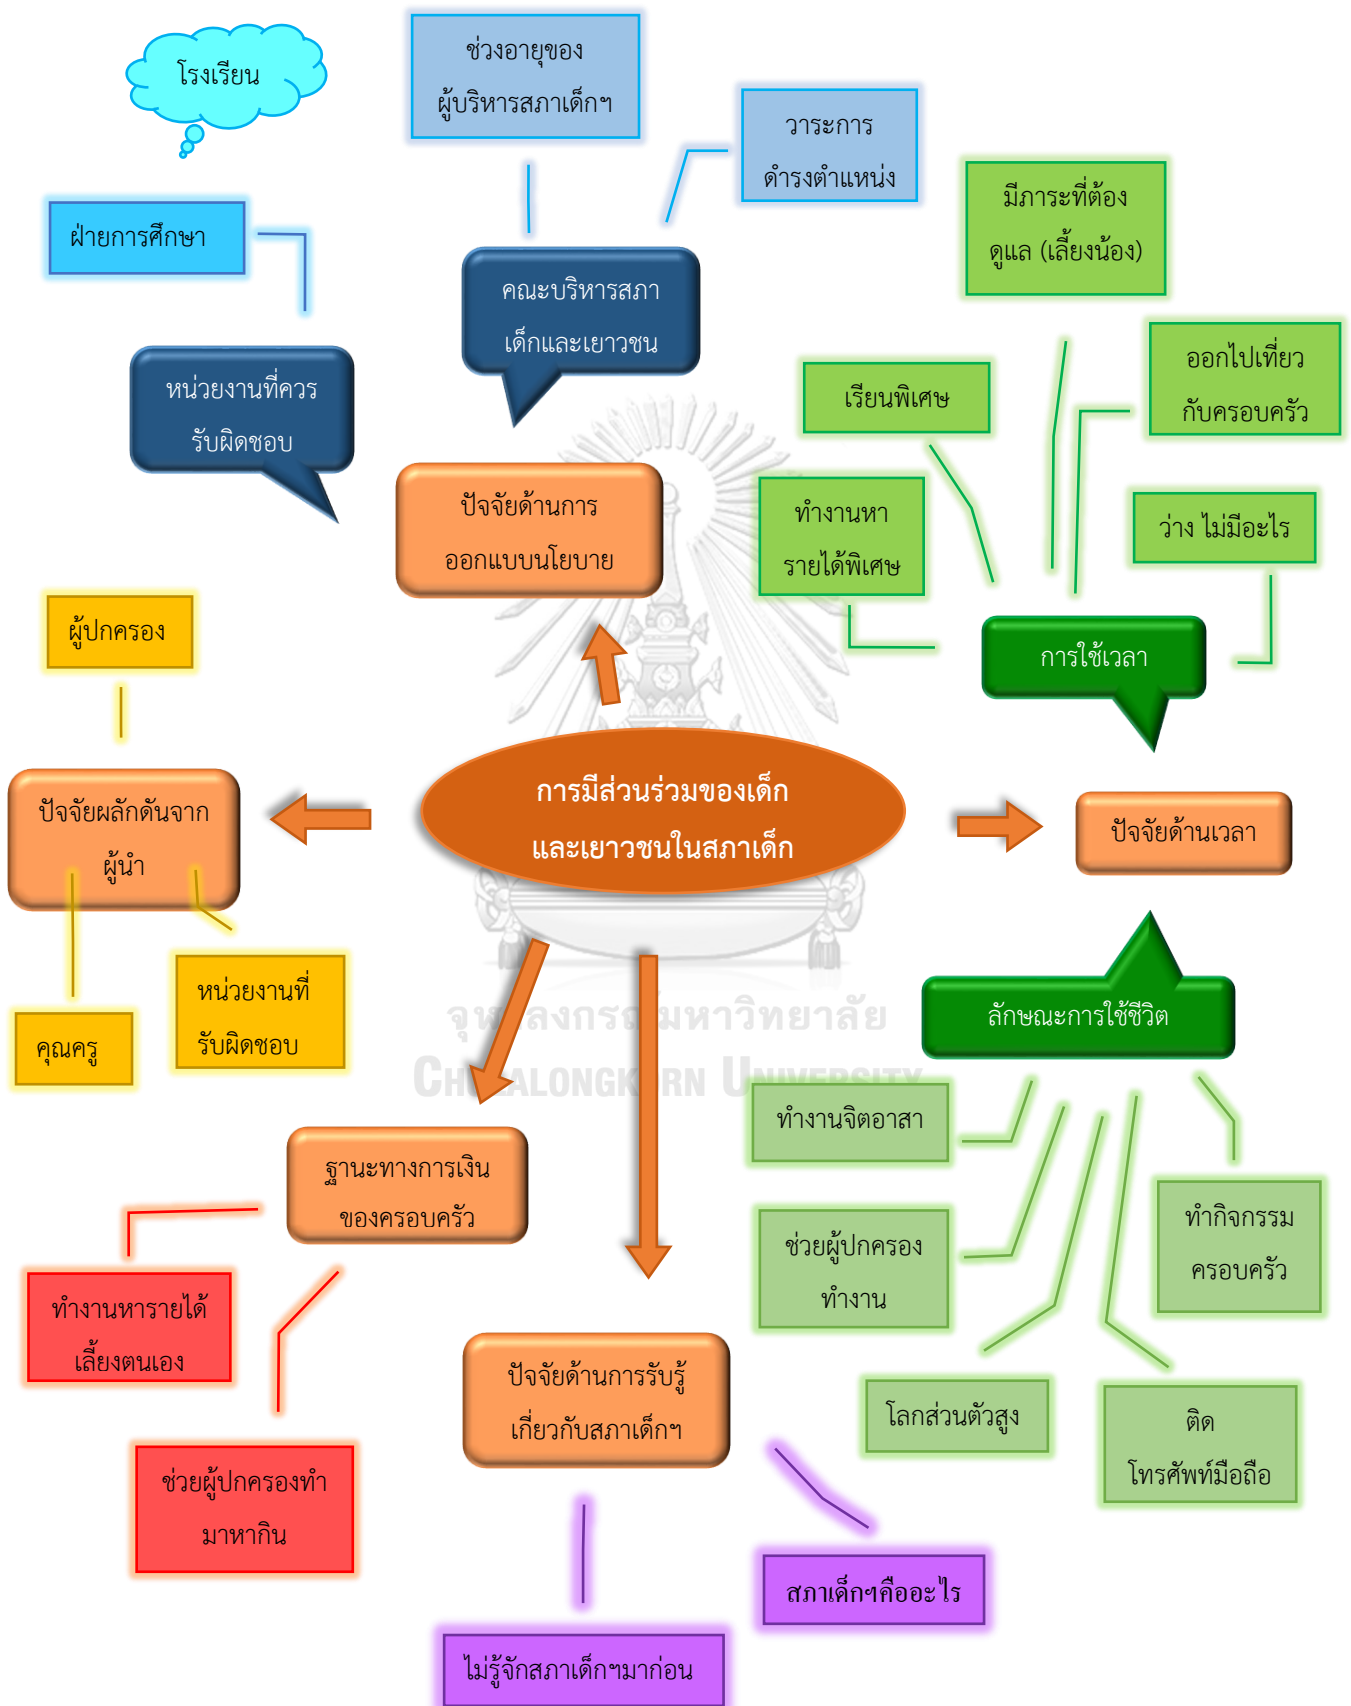 โรงเรียน
ช่วงอายุของ
ผู้บริหารสภาเด็กฯ
วาระการ
ดำรงตำแหน่ง
มีภาระที่ต้อง
ดูแล (เลี้ยงน้อง)
ฝ่ายการศึกษา
คณะบริหารสภา
เด็กและเยาวชน
หน่วยงานที่ควร
รับผิดชอบ
ออกไปเที่ยว
กับครอบครัว
เรียนพิเศษ
ปัจจัยด้านการ
ออกแบบนโยบาย
ทำงานหา
รายได้พิเศษ
ว่าง ไม่มีอะไร
ผู้ปกครอง
การใช้เวลา
การมีส่วนร่วมของเด็ก
และเยาวชนในสภาเด็ก
ปัจจัยผลักดันจาก
ผู้นำ
ปัจจัยด้านเวลา
หน่วยงานที่
รับผิดชอบ
คุณครู
ลักษณะการใช้ชีวิต
จุฬาลงกรณ์มหาวิทยาลัย
CHULALONGKORN UNIVERSITY
ทำงานจิตอาสา
ฐานะทางการเงิน
ของครอบครัว
ทำกิจกรรม
ครอบครัว
ช่วยผู้ปกครอง
ทำงาน
ทำงานหารายได้
เลี้ยงตนเอง
ปัจจัยด้านการรับรู้
เกี่ยวกับสภาเด็กฯ
โลกส่วนตัวสูง
ติด
โทรศัพท์มือถือ
ช่วยผู้ปกครองทำ
มาหากิน
สภาเด็กฯคืออะไร
ไม่รู้จักสภาเด็กฯมาก่อน